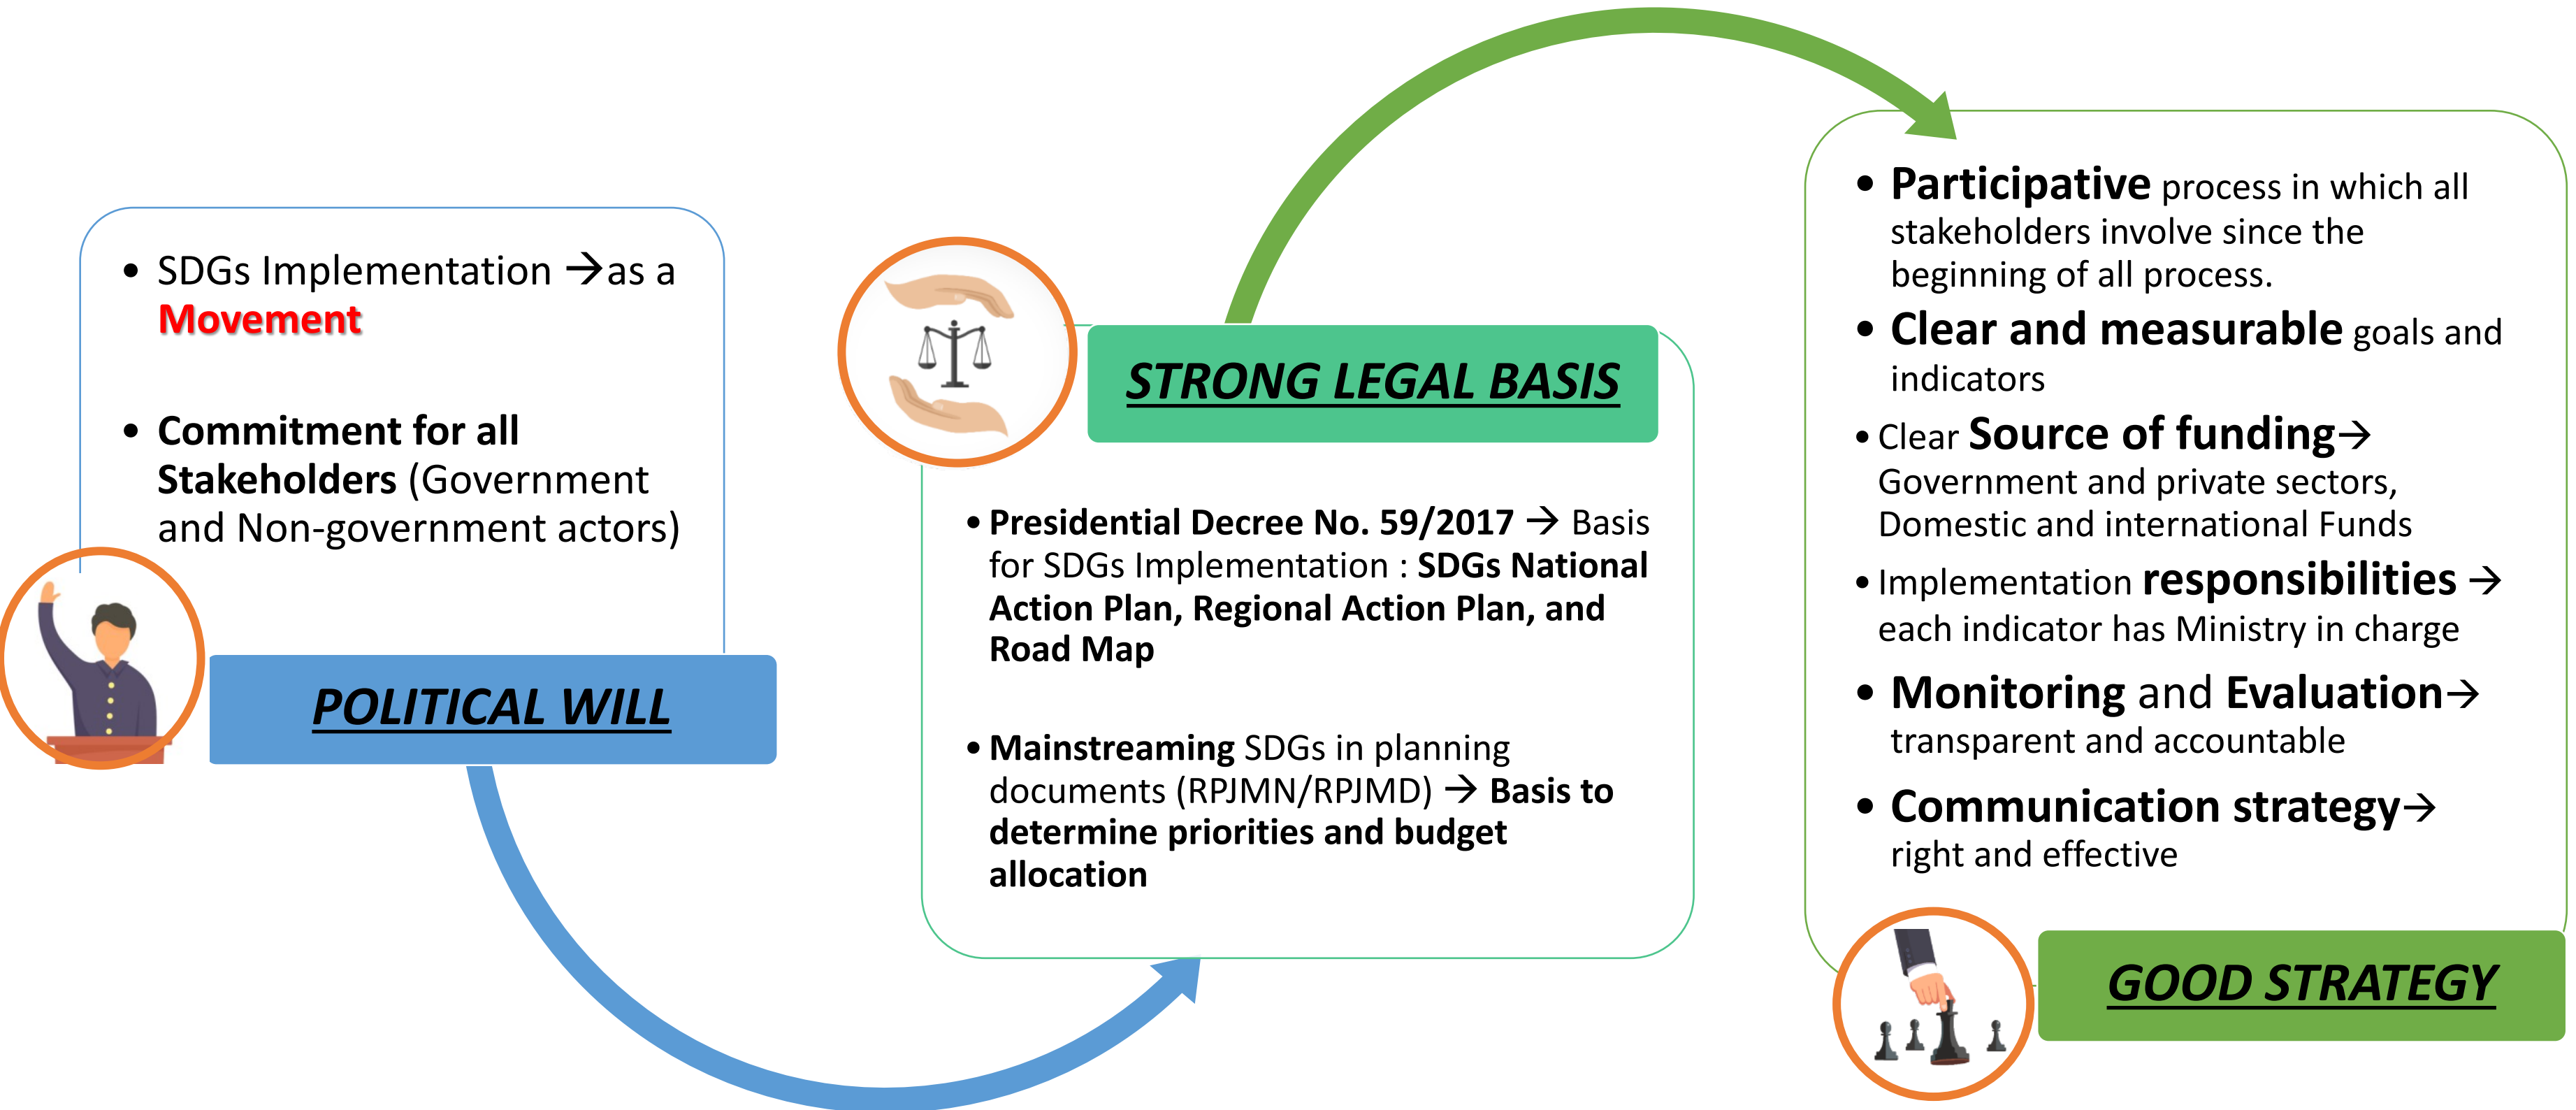 • SDGs Implementation →as a
Movement
• Commitment for all
Stakeholders (Government
and Non-government actors)
POLITICAL WILL
STRONG LEGAL BASIS
• Presidential Decree No. 59/2017 → Basis
for SDGs Implementation : SDGs National
Action Plan, Regional Action Plan, and
Road Map
• Mainstreaming SDGs in planning
documents (RPJMN/RPJMD) → Basis to
determine priorities and budget
allocation
• Participative process in which all
stakeholders involve since the
beginning of all process.
• Clear and measurable goals and
indicators
• Clear Source of funding→
Government and private sectors,
Domestic and international Funds
• Implementation responsibilities →
each indicator has Ministry in charge
• Monitoring and Evaluation→
transparent and accountable
• Communication strategy→
right and effective
GOOD STRATEGY